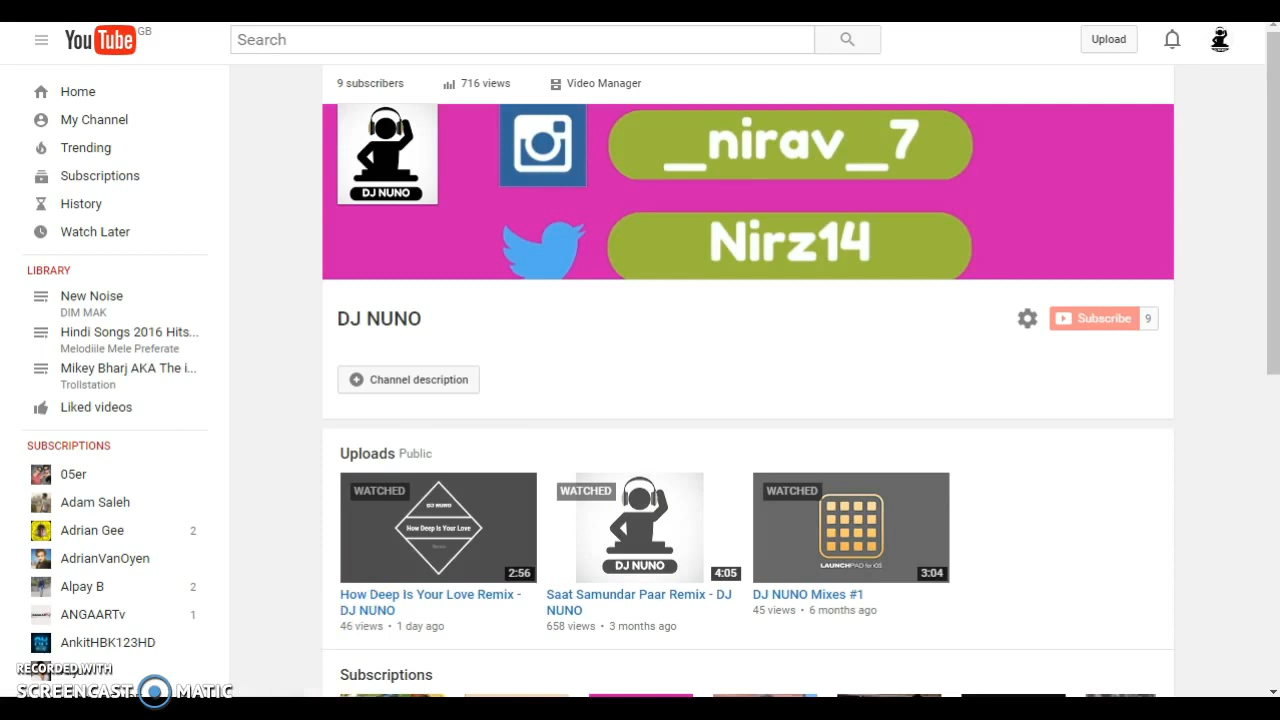 YouTube GB
Search
Upload
Home
My Channel
Trending
Subscriptions
History
Watch Later
LIBRARY
New Noise
DIM MAK
Hindi Songs 2016 Hits...
Melodiile Mele Preferate
Mikey Bharj AKA The i...
Trollstation
Liked videos
SUBSCRIPTIONS
05er
Adam Saleh
Adrian Gee 2
AdrianVanOyen
Alpay B 2
ANGAARTv 1
AnkitHBK123HD
RECORDED WITH
SCREENCAST-O-MATIC
9 subscribers 716 views Video Manager
DJ NUNO
__nirav__7
Nirz14
DJ NUNO
Subscribe 9
Channel description
Uploads Public
WATCHED
DJ NUNO
How Deep Is Your Love
2:56
How Deep Is Your Love Remix -
DJ NUNO
46 views • 1 day ago
WATCHED
DJ NUNO
4:05
Saat Samundar Paar Remix - DJ
NUNO
658 views • 3 months ago
WATCHED
LAUNCHPAD for iOS
3:04
DJ NUNO Mixes #1
45 views • 6 months ago
Subscriptions